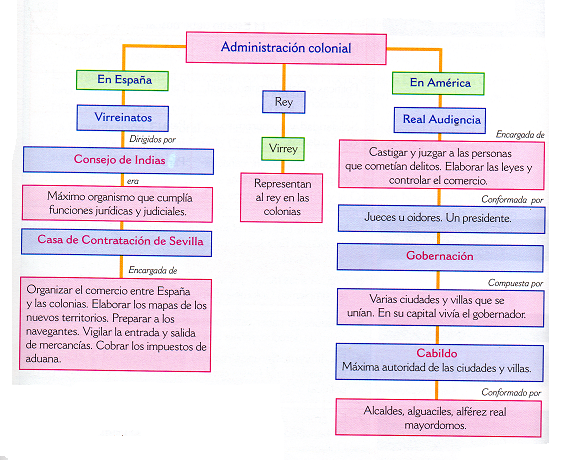 Administración colonial
En España
Virreinatos
Dirigidos por
Consejo de Indias
era
Máximo organismo que cumplía
funciones jurídicas y judiciales.
Casa de Contratación de Sevilla
Encargada de
Organizar el comercio entre España
y las colonias. Elaborar los mapas de los
nuevos territorios. Preparar a los
navegantes. Vigilar la entrada y salida
de mercancías. Cobrar los impuestos de
aduana.
Rey
Virrey
Representan
al rey en las
colonias
En América
Real Audiencia
Encargada de
Castigar y juzgar a las personas
que cometían delitos. Elaborar las leyes y
controlar el comercio.
Conformada por
Jueces u oidores. Un presidente.
Gobernación
Compuesta por
Varias ciudades y villas que se
unían. En su capital vivía el gobernador.
Cabildo
Máxima autoridad de las ciudades y villas.
Conformado por
Alcaldes, alguaciles, alférez real
mayordomos.